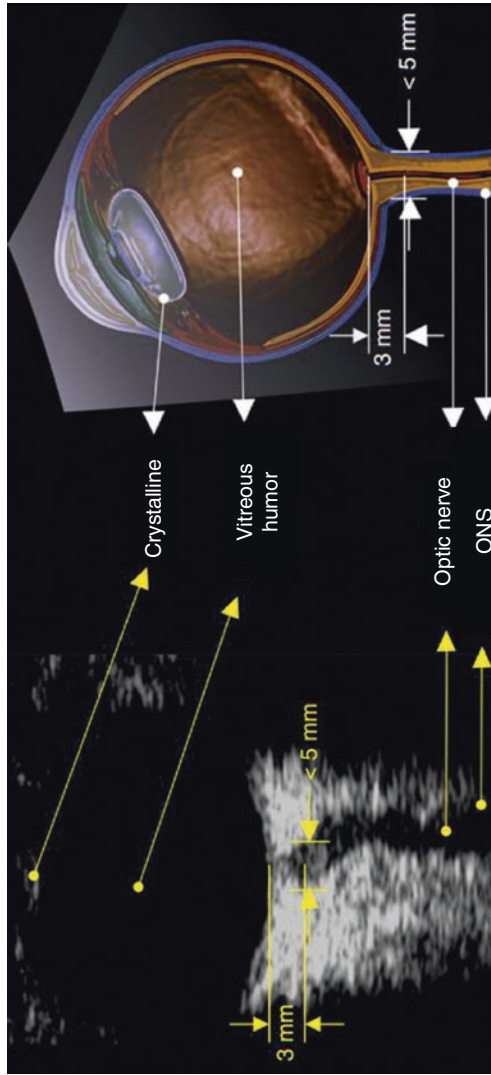 < 5 mm
3 mm
Crystalline
Vitreous
humor
Optic nerve
ONS
< 5 mm
3 mm